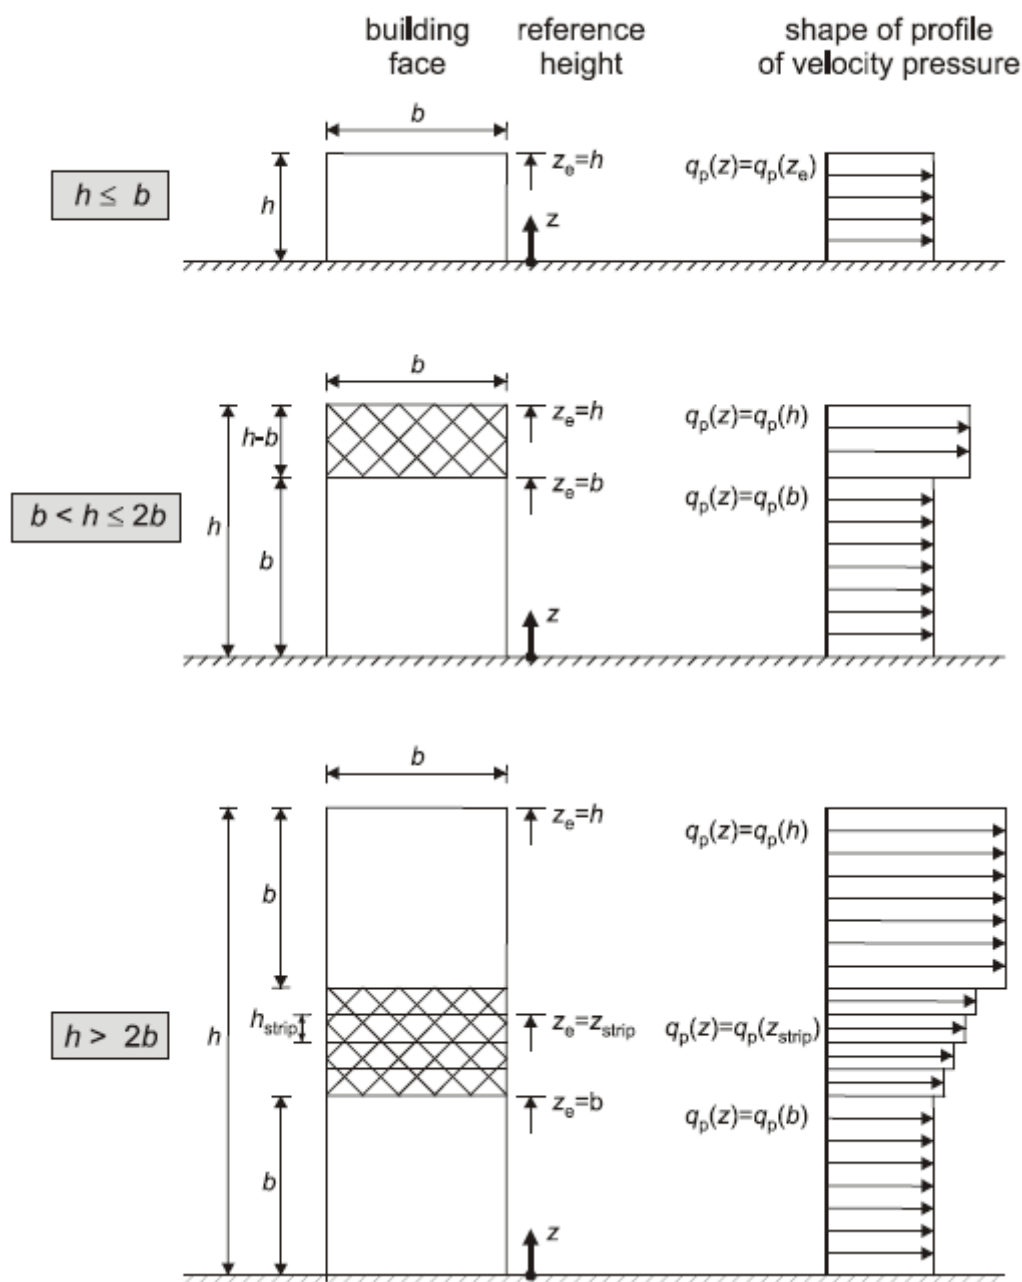 building face
reference height
shape of profile of velocity pressure
b
h ≤ b
h
z_e=h
z
q_p(z)=q_p(z_e)
b
b < h ≤ 2b
h
h-b
b
z_e=h
z_e=b
z
q_p(z)=q_p(h)
q_p(z)=q_p(b)
b
h > 2b
h
b
h_strip
b
z_e=h
z_e=z_strip
z_e=b
z
q_p(z)=q_p(h)
q_p(z)=q_p(z_strip)
q_p(z)=q_p(b)